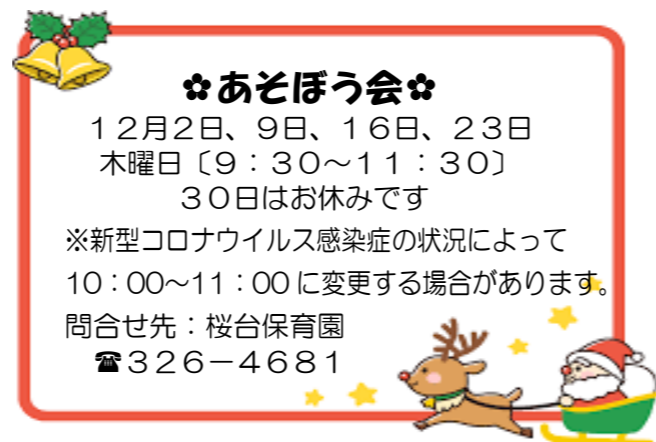 ✿あそぼう会✿
１２月２日、９日、１６日、２３日
木曜日〔９：３０～１１：３０〕
３０日はお休みです
※新型コロナウイルス感染症の状況によって
10：00～11：00に変更する場合があります。
問合せ先：桜台保育園
☎３２６－４６８１